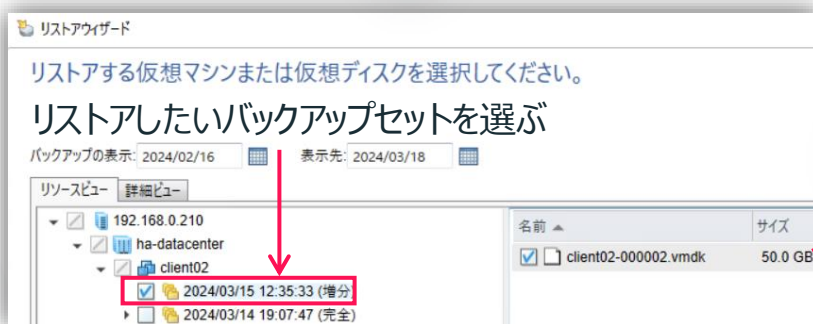 リストアウィザード
リストアする仮想マシンまたは仮想ディスクを選択してください。
リストアしたいバックアップセットを選ぶ
バックアップの表示: 2024/02/16 表示先: 2024/03/18
リソースビュー 詳細ビュー
192.168.0.210
ha-datacenter
client02
2024/03/15 12:35:33 (増分)
2024/03/14 19:07:47 (完全)
名前 サイズ
client02-000002.vmdk 50.0 GB